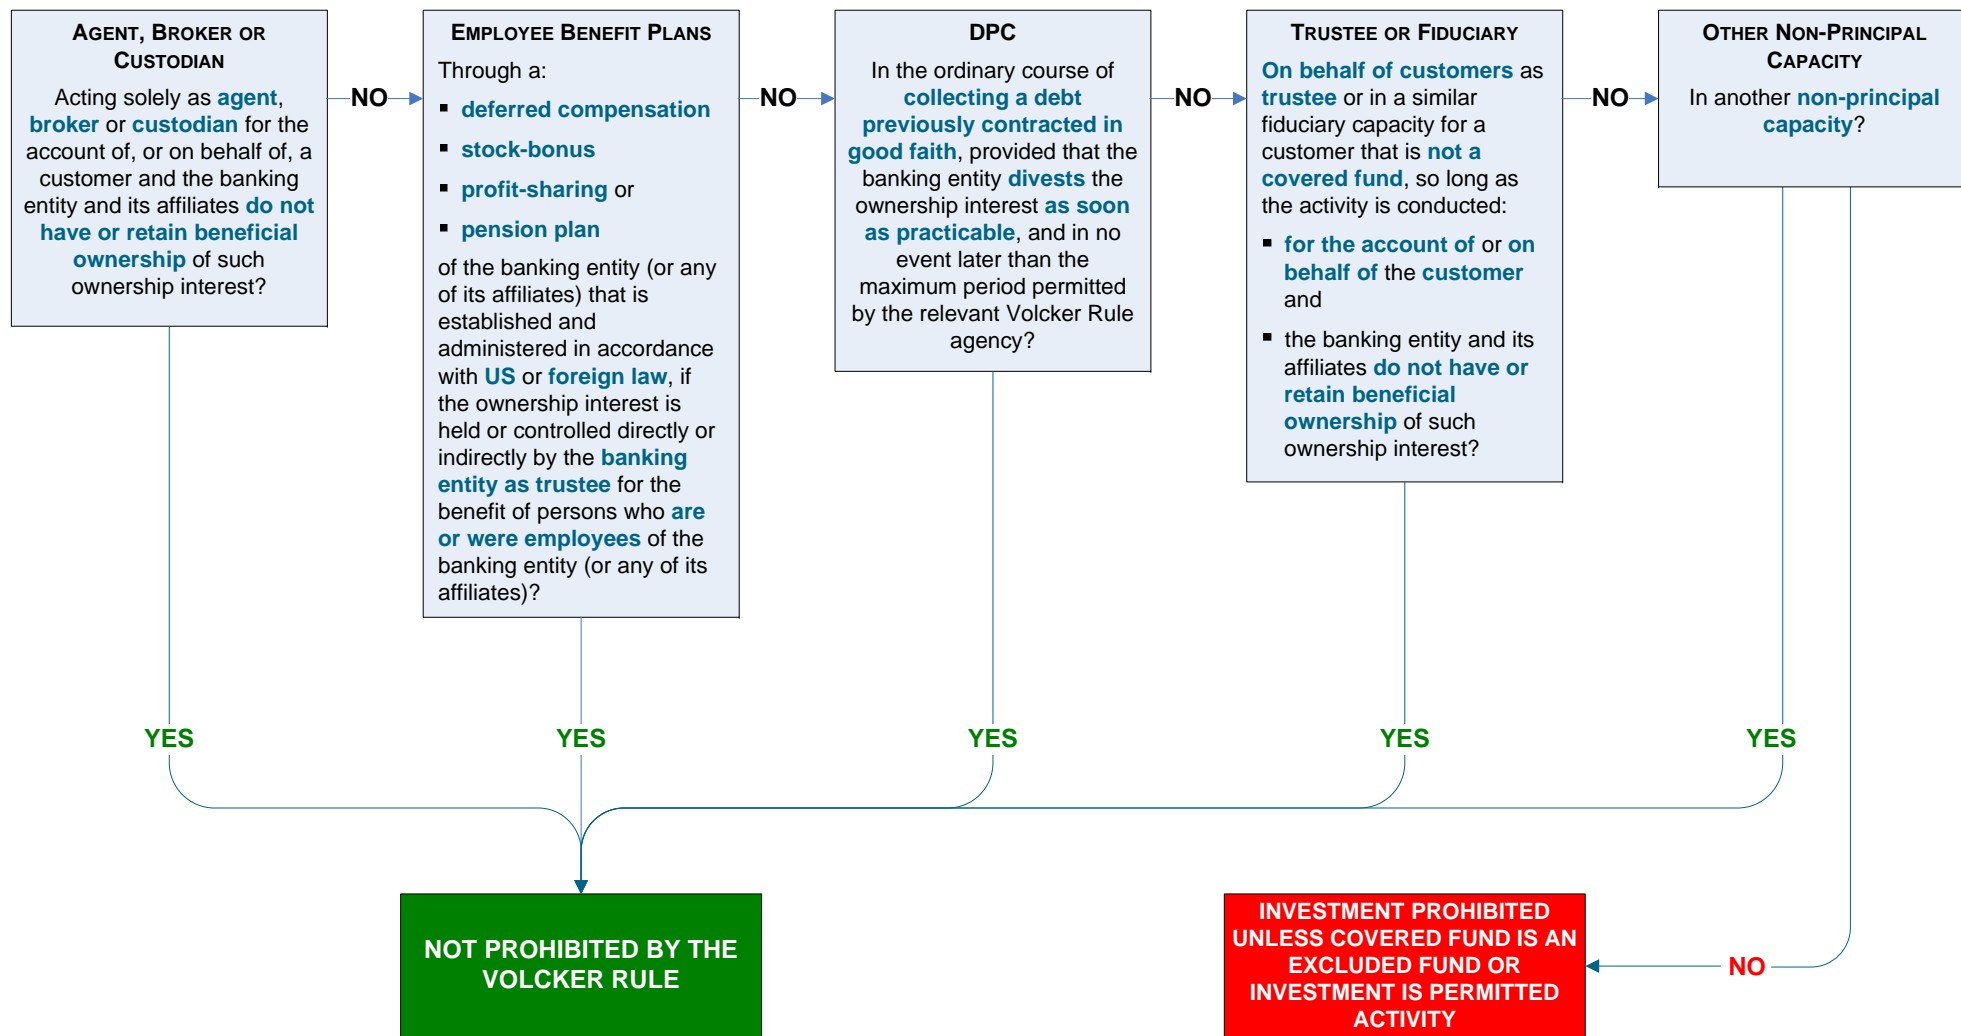 AGENT, BROKER OR
CUSTODIAN
Acting solely as agent,
broker or custodian for the
account of, or on behalf of, a
customer and the banking
entity and its affiliates do not
have or retain beneficial
ownership of such
ownership interest?
NO
EMPLOYEE BENEFIT PLANS
Through a:
▪ deferred compensation
▪ stock-bonus
▪ profit-sharing or
▪ pension plan
of the banking entity (or any
of its affiliates) that is
established and
administered in accordance
with US or foreign law, if
the ownership interest is
held or controlled directly or
indirectly by the banking
entity as trustee for the
benefit of persons who are
or were employees of the
banking entity (or any of its
affiliates)?
NO
DPC
In the ordinary course of
collecting a debt
previously contracted in
good faith, provided that the
banking entity divests the
ownership interest as soon
as practicable, and in no
event later than the
maximum period permitted
by the relevant Volcker Rule
agency?
NO
TRUSTEE OR FIDUCIARY
On behalf of customers as
trustee or in a similar
fiduciary capacity for a
customer that is not a
covered fund, so long as
the activity is conducted:
▪ for the account of or on
behalf of the customer
and
▪ the banking entity and its
affiliates do not have or
retain beneficial
ownership of such
ownership interest?
NO
OTHER NON-PRINCIPAL
CAPACITY
In another non-principal
capacity?
YES
YES
YES
YES
YES
NOT PROHIBITED BY THE
VOLCKER RULE
INVESTMENT PROHIBITED
UNLESS COVERED FUND IS AN
EXCLUDED FUND OR
INVESTMENT IS PERMITTED
ACTIVITY
NO